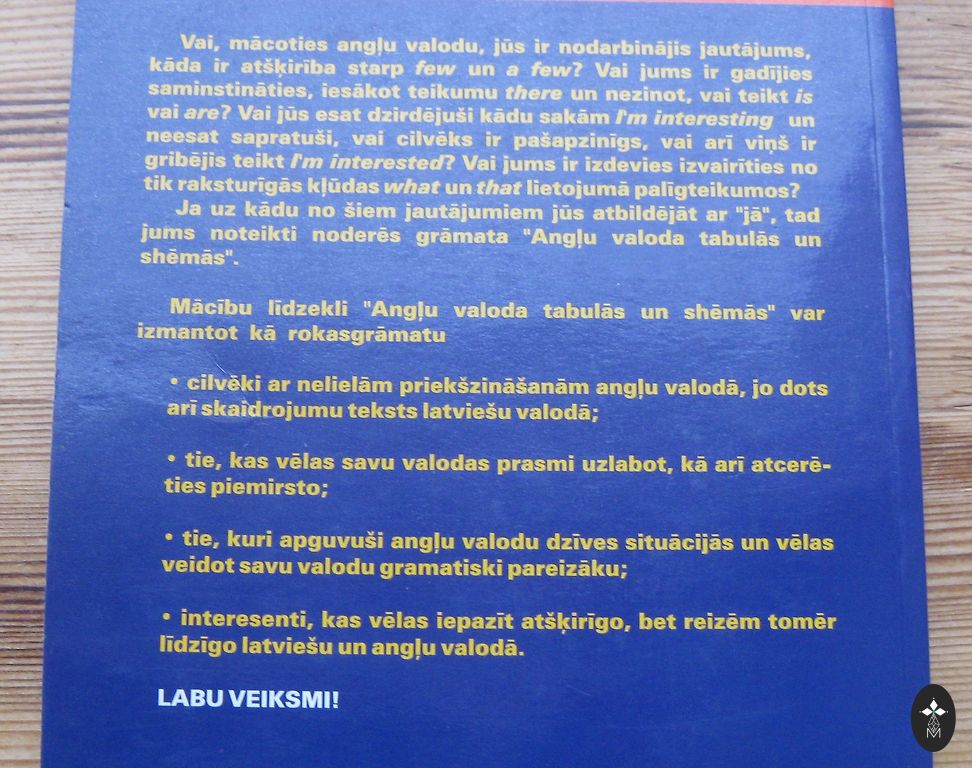 Vai, mācoties angļu valodu, jūs ir nodarbinājis jautājums,
kāda ir atšķirība starp few un a few? Vai jums ir gadījies
saminstināties, iesākot teikumu there un nezinot, vai teikt is
vai are? Vai jūs esat dzirdējuši kādu sakām I'm interesting un
neesat sapratuši, vai cilvēks ir pašapzinīgs, vai arī viņš ir
gribējis teikt I'm interested? Vai jums ir izdevies izvairīties no
tik raksturīgās kļūdas what un that lietojumā palīgteikumos?
Ja uz kādu no šiem jautājumiem jūs atbildējāt ar "jā", tad
jums noteikti noderēs grāmata "Angļu valoda tabulās un
shēmās".
Mācību līdzekli "Angļu valoda tabulās un shēmās" var
izmantot kā rokasgrāmatu
• cilvēki ar nelielām priekšzināšanām angļu valodā, jo dots
arī skaidrojumu teksts latviešu valodā;
• tie, kas vēlas savu valodas prasmi uzlabot, kā arī atcerē-
ties piemirsto;
• tie, kuri apguvuši angļu valodu dzīves situācijās un vēlas
veidot savu valodu gramatiski pareizāku;
• interesenti, kas vēlas iepazīt atšķirīgo, bet reizēm tomēr
līdzīgo latviešu un angļu valodā.
LABU VEIKSMI!
M